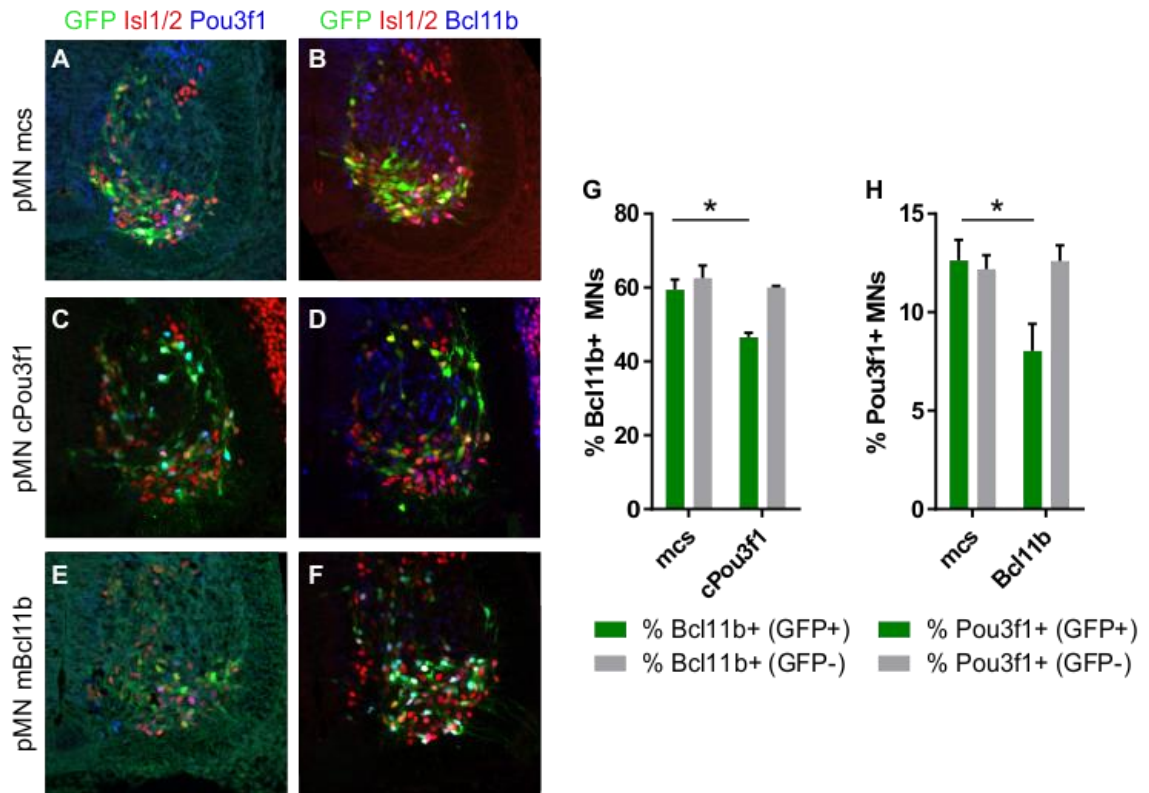 GFP Isl1/2 Pou3f1
GFP Isl1/2 Bcl11b
pMN mcs
A
B
pMN cPou3f1
C
D
pMN mBcl11b
E
F
G
*
% Bcl11b+ MNs
80
60
40
20
0
mcs
cPou3f1
% Bcl11b+ (GFP+)
% Bcl11b+ (GFP-)
H
*
% Pou3f1+ MNs
15
10
5
0
mcs
Bcl11b
% Pou3f1+ (GFP+)
% Pou3f1+ (GFP-)